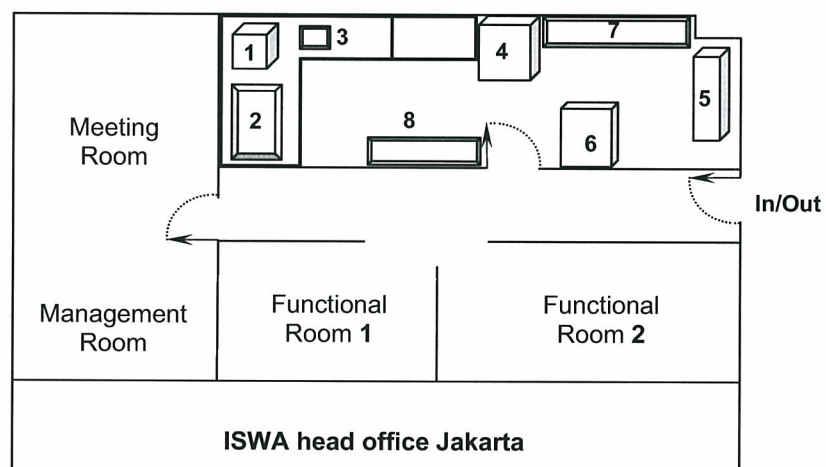 1
3
4
7
2
8
5
6
Meeting
Room
In/Out
Management
Room
Functional
Room 1
Functional
Room 2
ISWA head office Jakarta